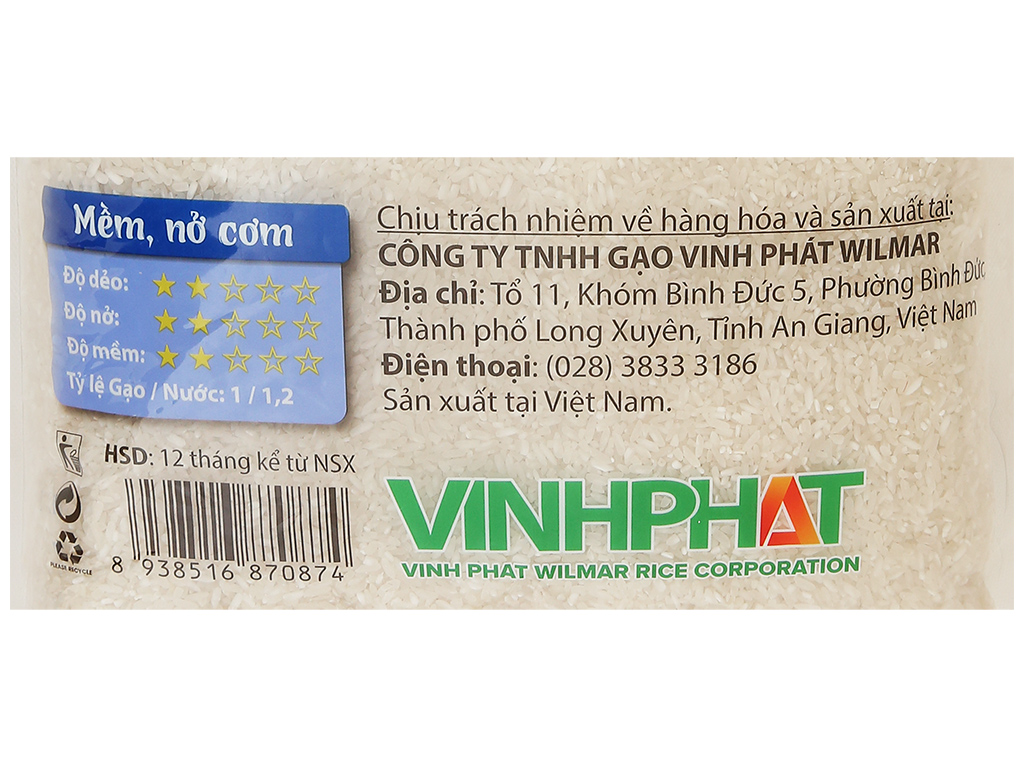 Mềm, nở cơm
Độ dẻo:
Độ nở:
Độ mềm:
Tỷ lệ Gạo / Nước: 1 / 1,2
Chịu trách nhiệm về hàng hóa và sản xuất tại:
CÔNG TY TNHH GẠO VINH PHÁT WILMAR
Địa chỉ: Tổ 11, Khóm Bình Đức 5, Phường Bình Đức
Thành phố Long Xuyên, Tỉnh An Giang, Việt Nam
Điện thoại: (028) 3833 3186
Sản xuất tại Việt Nam.
HSD: 12 tháng kể từ NSX
PLEASE RECYCLE
8 938516 870874
VINHPHAT
VINH PHAT WILMAR RICE CORPORATION